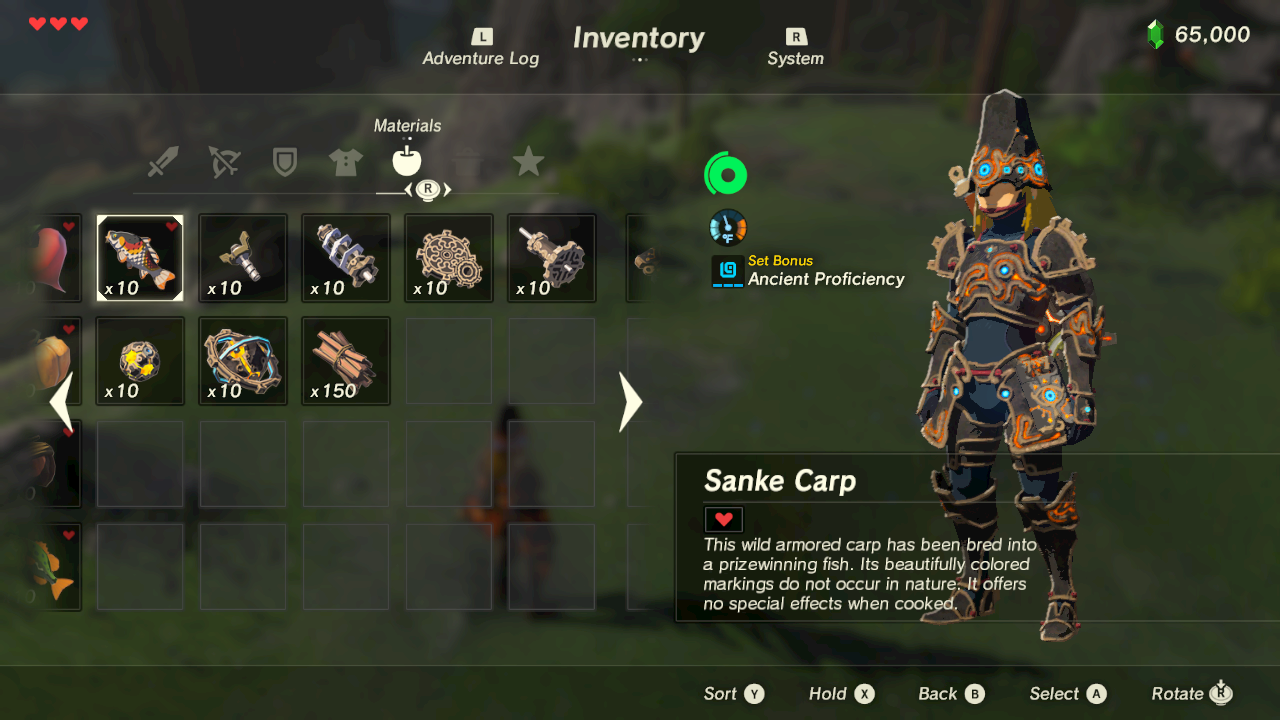 L
Adventure Log
Inventory
R
System
65,000
Materials
R
x10
x10
x10
x10
x10
x10
x10
x150
°F
Set Bonus
Ancient Proficiency
Sanke Carp
This wild armored carp has been bred into
a prizewinning fish. Its beautifully colored
markings do not occur in nature. It offers
no special effects when cooked.
Sort Y
Hold X
Back B
Select A
Rotate R